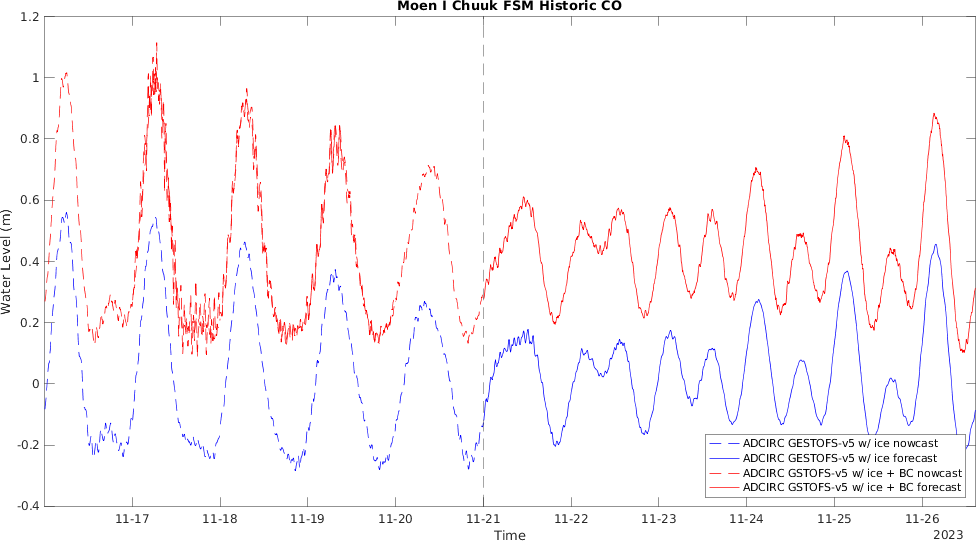 Moen I Chuuk FSM Historic CO
1.2
1
0.8
0.6
0.4
0.2
0
-0.2
-0.4
Water Level (m)
ADCIRC GESTOFS-v5 w/ ice nowcast
ADCIRC GESTOFS-v5 w/ ice forecast
ADCIRC GSTOFS-v5 w/ ice + BC nowcast
ADCIRC GSTOFS-v5 w/ ice + BC forecast
11-17 11-18 11-19 11-20 11-21 11-22 11-23 11-24 11-25 11-26
Time
2023